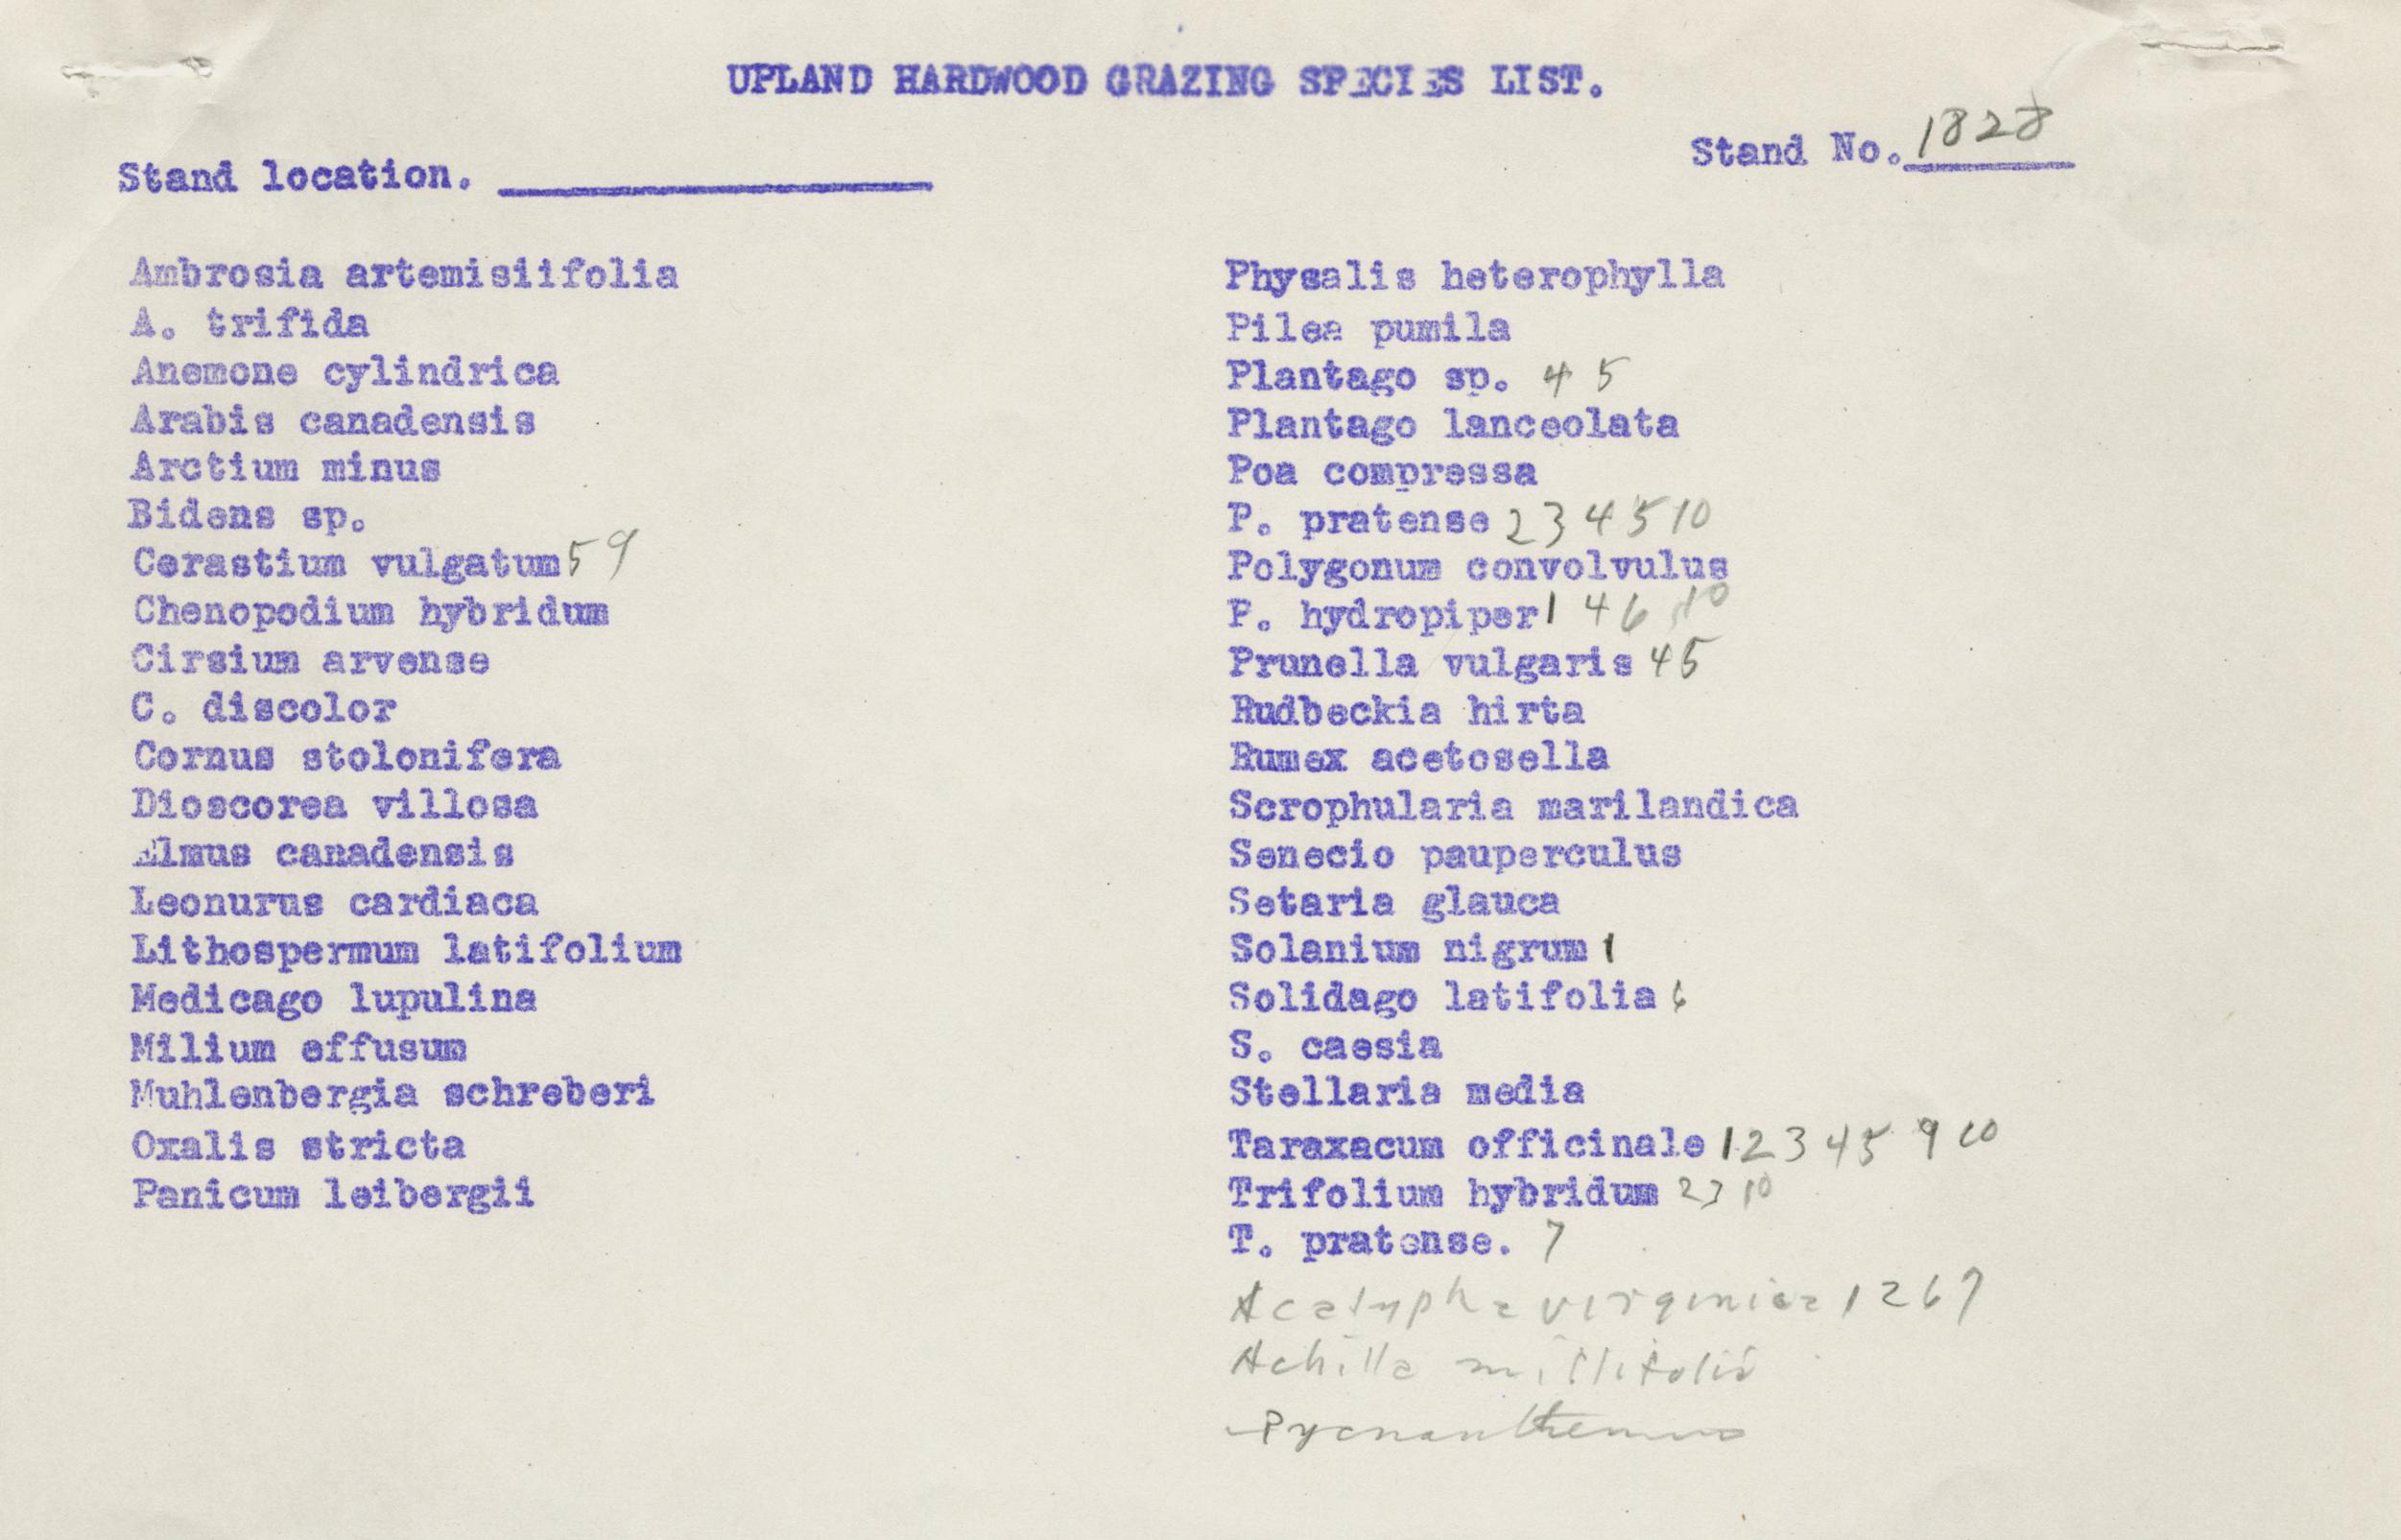 UPLAND HARDWOOD GRAZING SPECIES LIST.
Stand No. 1828
Stand location.
Ambrosia artemisiifolia
A. trifida
Anemone cylindrica
Arabis canadensis
Arctium minus
Bidens sp.
Cerastium vulgatum 5 9
Chenopodium hybridum
Cirsium arvense
C. discolor
Cornus stolonifera
Dioscorea villosa
Elmus canadensis
Leonurus cardiaca
Lithospermum latifolium
Medicago lupulina
Milium effusum
Muhlenbergia schreberi
Oxalis stricta
Panicum leibergii
Physalis heterophylla
Pilea pumila
Plantago sp. 4 5
Plantago lanceolata
Poa compressa
P. pratense 2 3 4 5 10
Polygonum convolvulus
P. hydropiper 1 4 6 10
Prunella vulgaris 4 5
Rudbeckia hirta
Rumex acetosella
Scrophularia marilandica
Senecio pauperculus
Setaria glauca
Solanium nigrum 1
Solidago latifolia 6
S. caesia
Stellaria media
Taraxacum officinale 1 2 3 4 5 9 10
Trifolium hybridum 2 3 10
T. pratense. 7
Acalypha virginica 1 2 6 9
Achilla millifolia
Pycnanthemum